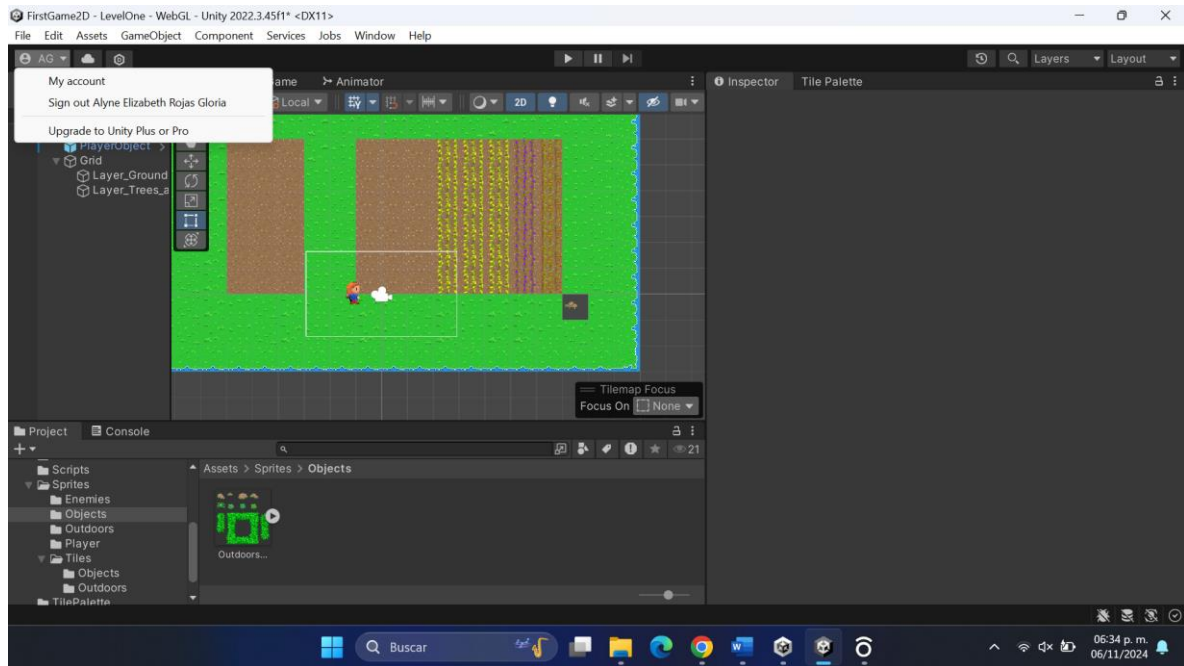 FirstGame2D - LevelOne - WebGL - Unity 2022.3.45f1* <DX11>
File Edit Assets GameObject Component Services Jobs Window Help
AG Layers Layout
My account
Sign out Alyne Elizabeth Rojas Gloria
Upgrade to Unity Plus or Pro
ame Animator
Inspector Tile Palette
Local 2D
PlayerObject
Grid
Layer_Ground
Layer_Trees_a
Tilemap Focus
Focus On None
Project Console
21
Scripts
Sprites
Enemies
Objects
Outdoors
Player
Tiles
Objects
Outdoors
TilePalette
Assets > Sprites > Objects
Outdoors...
Buscar
06:34 p. m.
06/11/2024